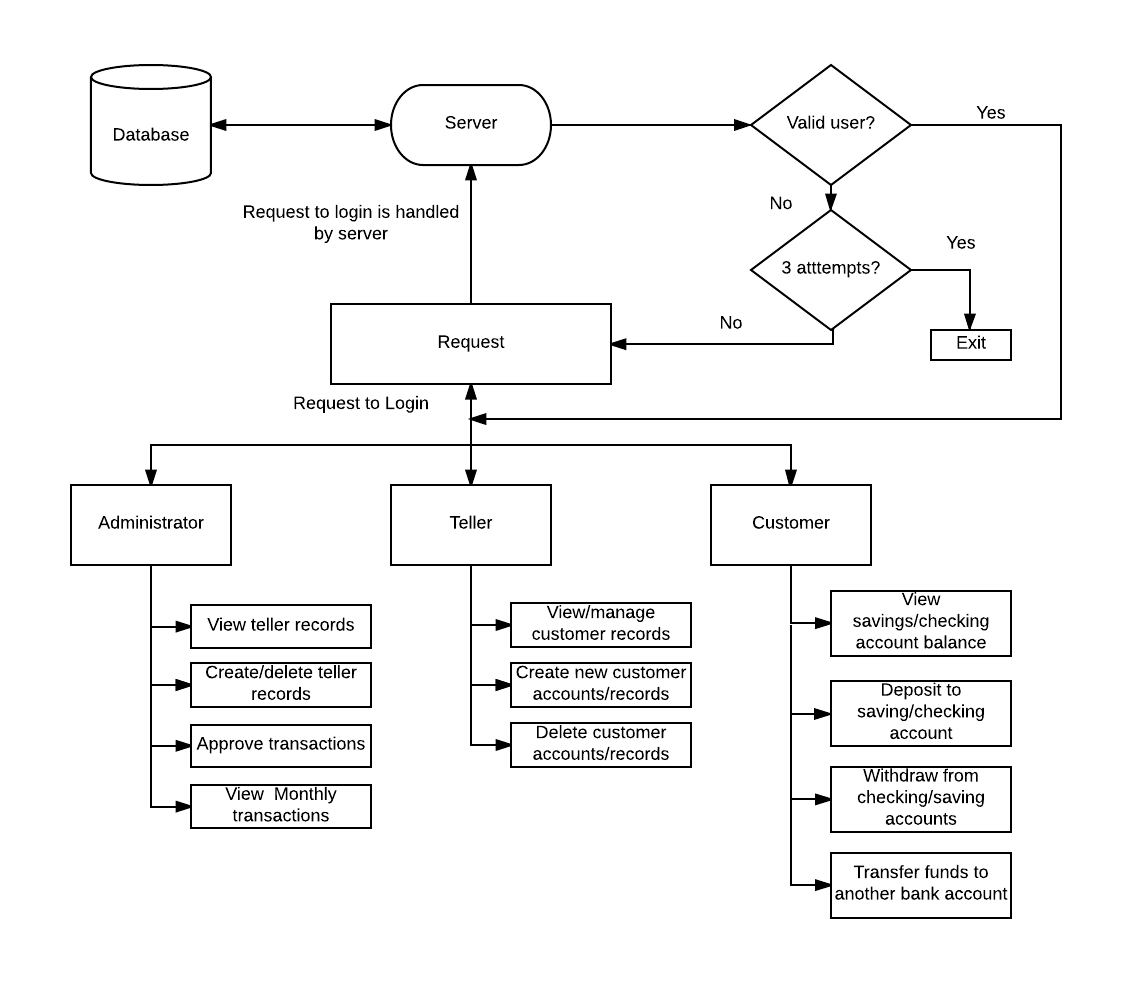 Database
Server
Valid user?
Yes
No
Request to login is handled
by server
3 atttempts?
Yes
No
Exit
Request
Request to Login
Administrator
Teller
Customer
View teller records
Create/delete teller
records
Approve transactions
View  Monthly
transactions
View/manage
customer records
Create new customer
accounts/records
Delete customer
accounts/records
View
savings/checking
account balance
Deposit to
saving/checking
account
Withdraw from
checking/saving
accounts
Transfer funds to
another bank account